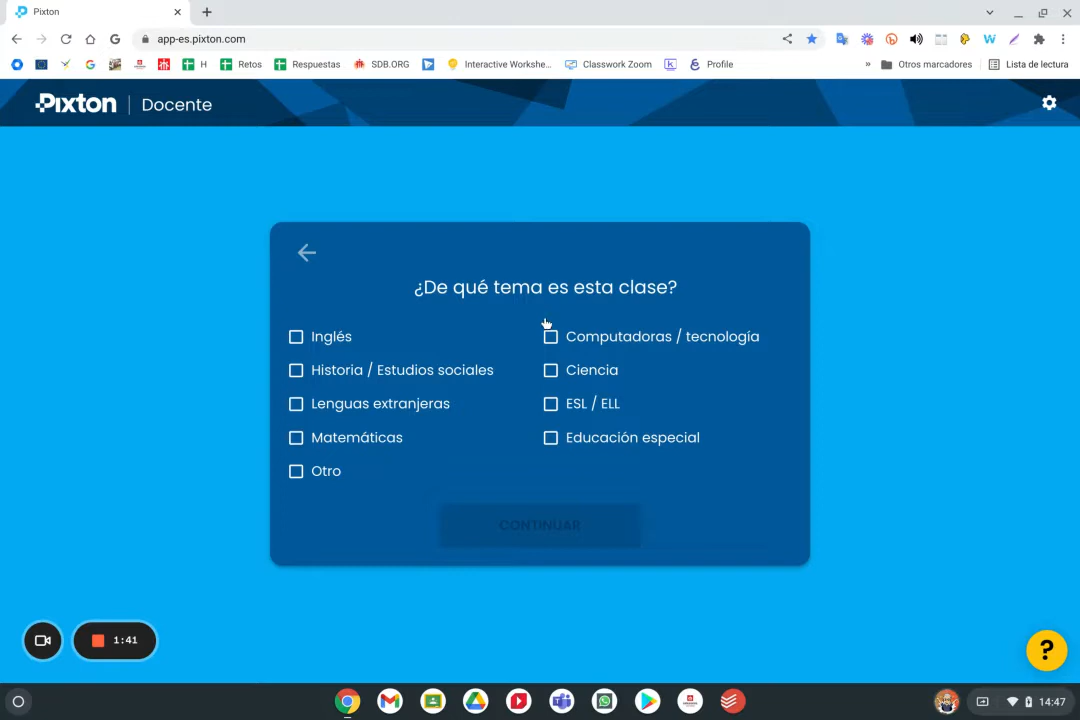 Pixton
app-es.pixton.com
H
Retos
Respuestas
SDB.ORG
Interactive Workshe...
Classwork Zoom
Profile
»
Otros marcadores
Lista de lectura
Pixton | Docente
¿De qué tema es esta clase?
Inglés
Computadoras / tecnología
Historia / Estudios sociales
Ciencia
Lenguas extranjeras
ESL / ELL
Matemáticas
Educación especial
Otro
CONTINUAR
1:41
?
14:47